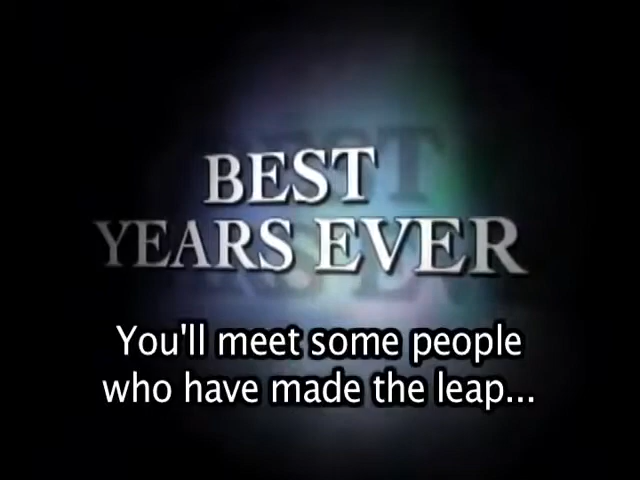 BEST
YEARS EVER
You'll meet some people
who have made the leap...